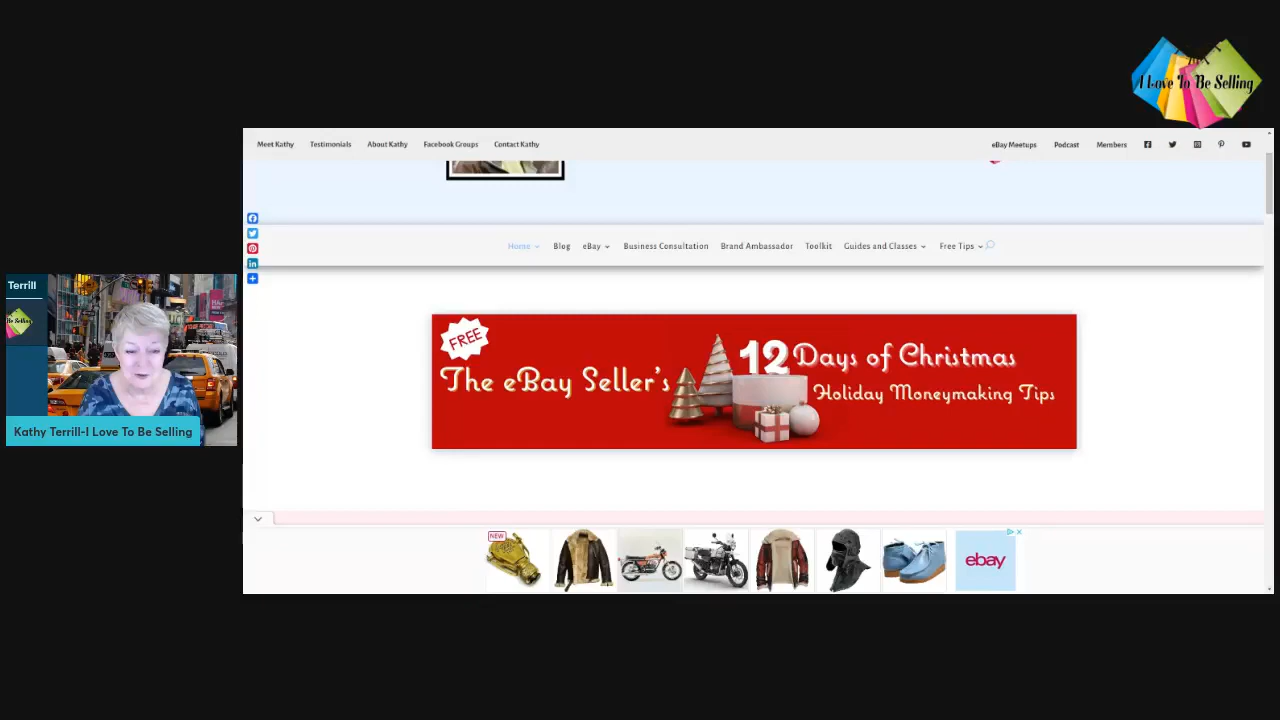 I Love To Be Selling
Meet Kathy Testimonials About Kathy Facebook Groups Contact Kathy
eBay Meetups Podcast Members
Home Blog eBay Business Consultation Brand Ambassador Toolkit Guides and Classes Free Tips
Terrill
Kathy Terrill-I Love To Be Selling
FREE
The eBay Seller's
12 Days of Christmas
Holiday Moneymaking Tips
NEW
ebay